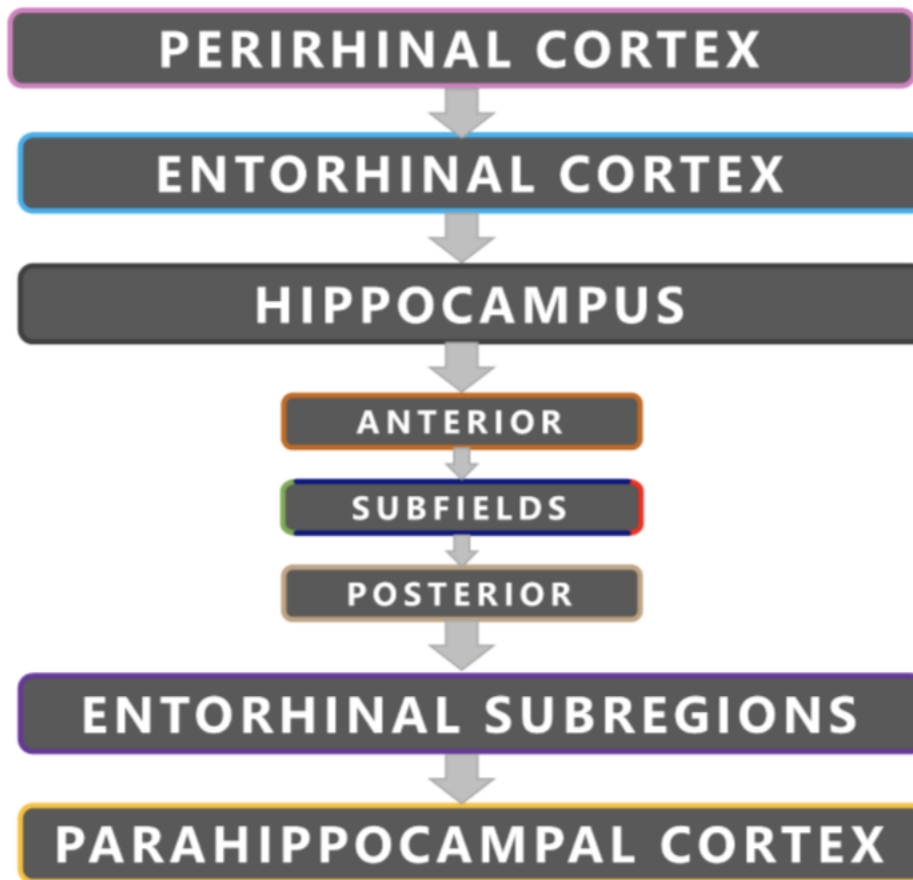 PERIRHINAL CORTEX
ENTORHINAL CORTEX
HIPPOCAMPUS
ANTERIOR
SUBFIELDS
POSTERIOR
ENTORHINAL SUBREGIONS
PARAHIPPOCAMPAL CORTEX